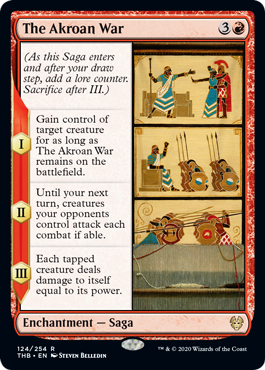 The Akroan War 3R
(As this Saga enters
and after your draw
step, add a lore counter.
Sacrifice after III.)
I
Gain control of
target creature
for as long as
The Akroan War
remains on the
battlefield.
II
Until your next
turn, creatures
your opponents
control attack each
combat if able.
III
Each tapped
creature deals
damage to itself
equal to its power.
Enchantment — Saga
124/254 R
THB • EN Steven Belledin
™ & © 2020 Wizards of the Coast